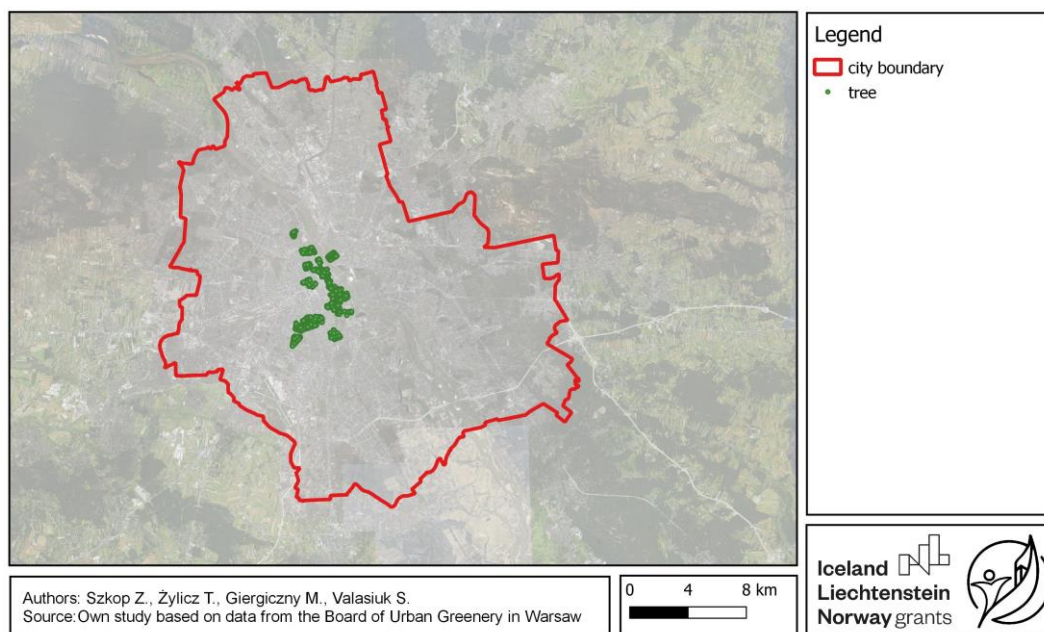 Legend
city boundary
tree
Authors: Szkop Z., Żylicz T., Giergiczny M., Valasiuk S.
Source:Own study based on data from the Board of Urban Greenery in Warsaw
0 4 8 km
Iceland
Liechtenstein
Norway grants